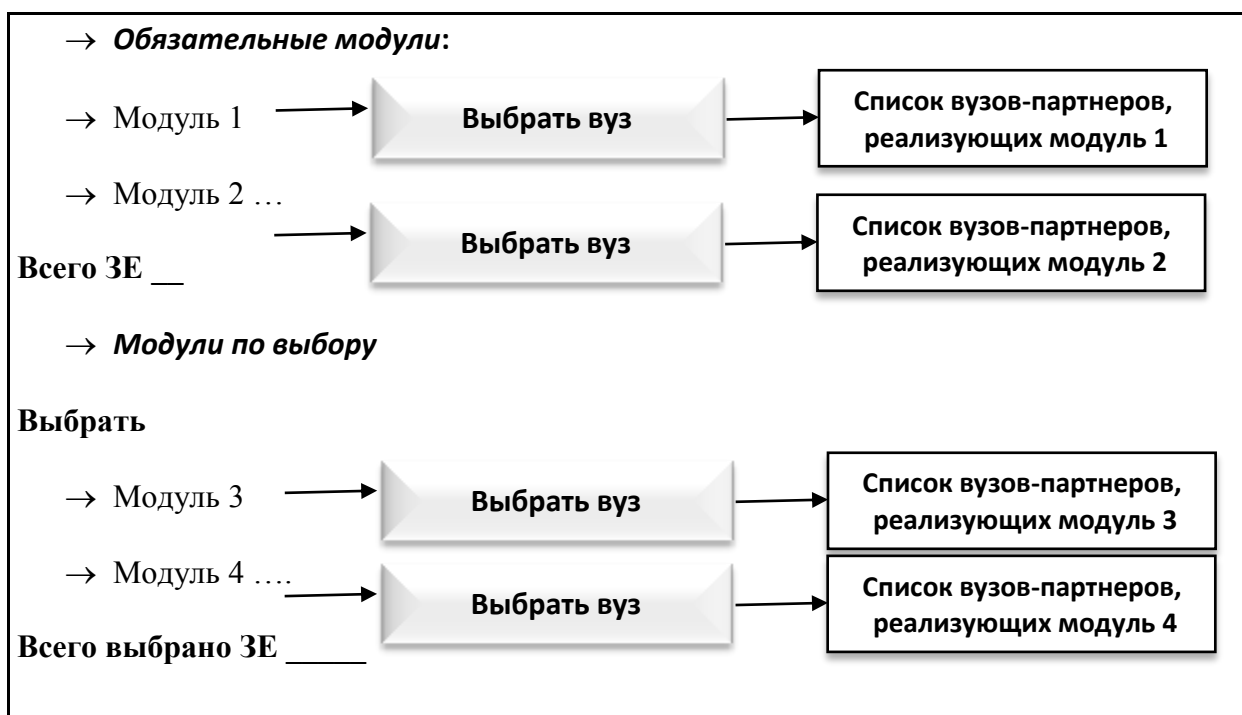 → Обязательные модули:
→ Модуль 1
Выбрать вуз
Список вузов-партнеров,
реализующих модуль 1
→ Модуль 2 …
Выбрать вуз
Список вузов-партнеров,
реализующих модуль 2
Всего ЗЕ __
→ Модули по выбору
Выбрать
→ Модуль 3
Выбрать вуз
Список вузов-партнеров,
реализующих модуль 3
→ Модуль 4 ….
Выбрать вуз
Список вузов-партнеров,
реализующих модуль 4
Всего выбрано ЗЕ _____